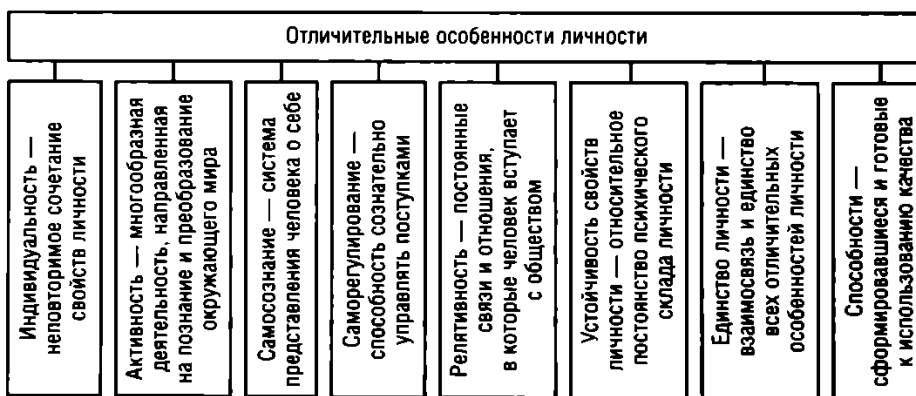 Отличительные особенности личности
Индивидуальность —
неповторимое сочетание
свойств личности
Активность — многообразная
деятельность, направленная
на познание и преобразование
окружающего мира
Самосознание — система
представления человека о себе
Саморегулирование —
способность сознательно
управлять поступками
Релятивность — постоянные
связи и отношения,
в которые человек вступает
с обществом
Устойчивость свойств
личности — относительное
постоянство психического
склада личности
Единство личности —
взаимосвязь и единство
всех отличительных
особенностей личности
Способности —
сформировавшиеся и готовые
к использованию качества